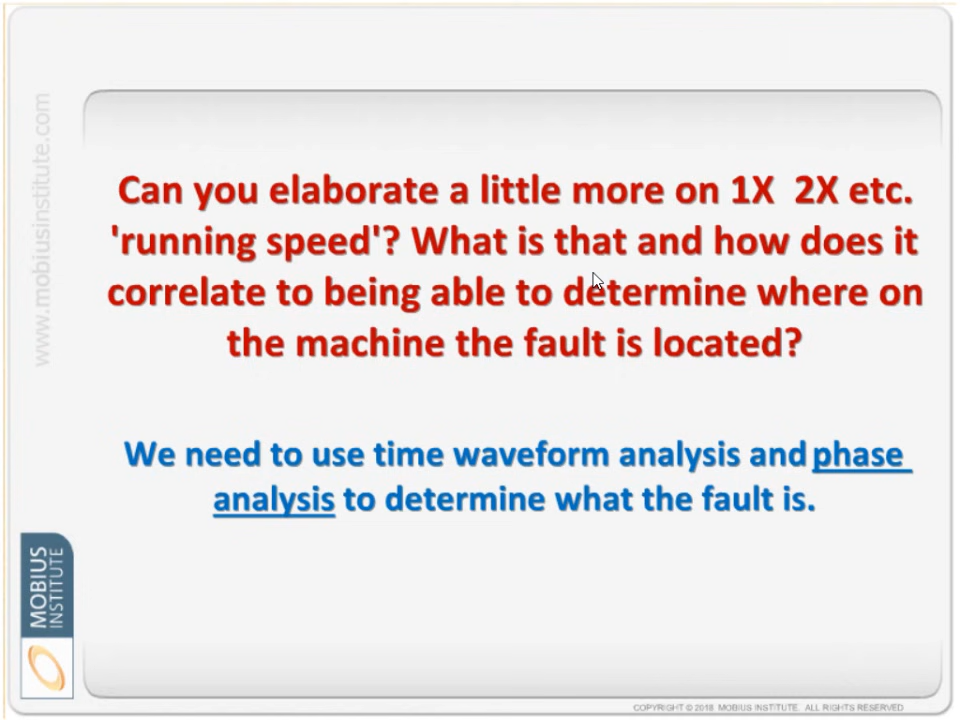 www.mobiusinstitute.com
Can you elaborate a little more on 1X 2X etc.
'running speed'? What is that and how does it
correlate to being able to determine where on
the machine the fault is located?
We need to use time waveform analysis and phase
analysis to determine what the fault is.
MOBIUS
INSTITUTE
COPYRIGHT © 2018 MOBIUS INSTITUTE. ALL RIGHTS RESERVED